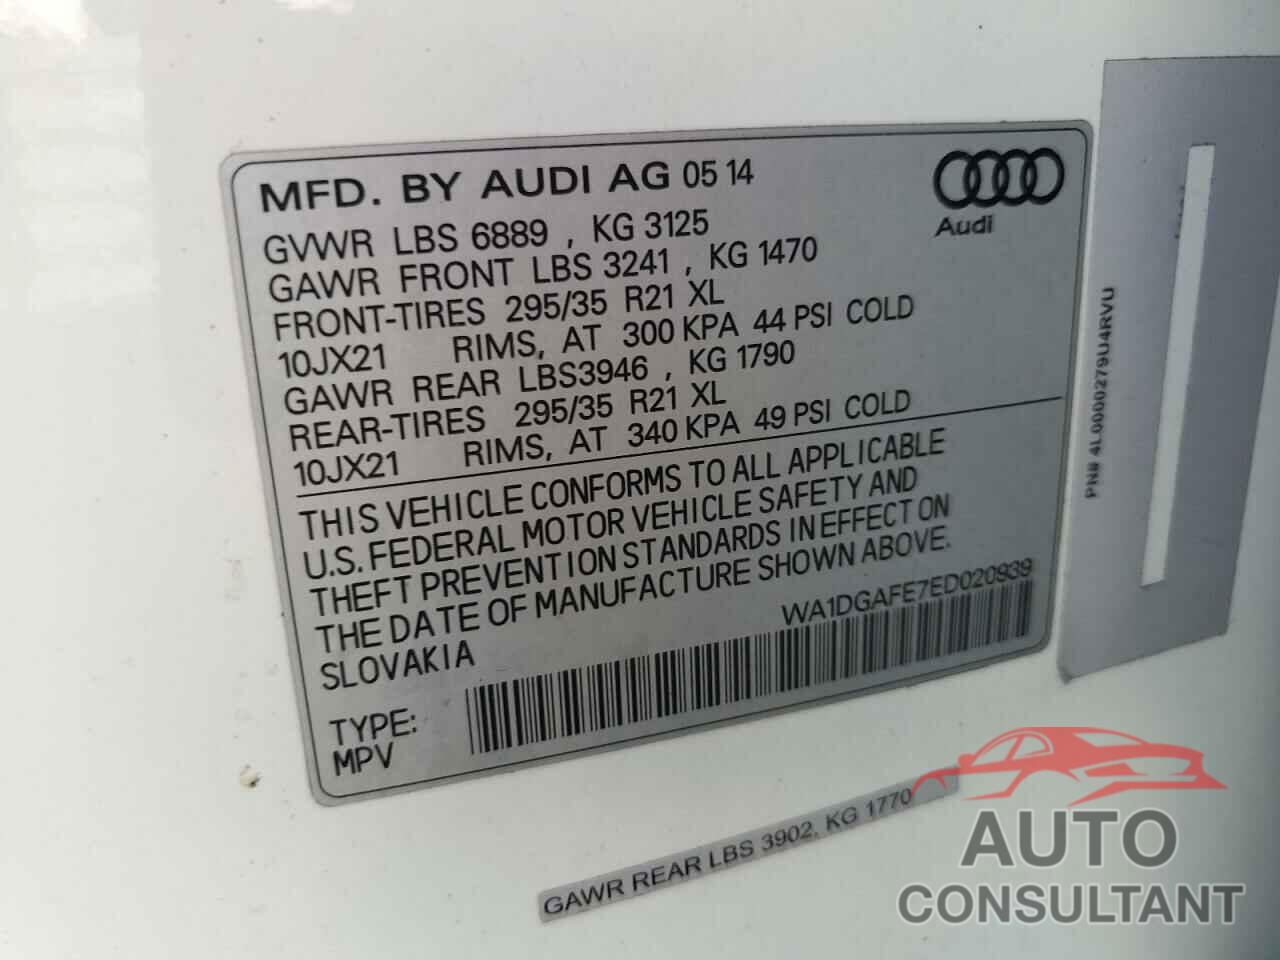 MFD. BY AUDI AG 05 14
Audi
GVWR LBS 6889 , KG 3125
GAWR FRONT LBS 3241 , KG 1470
FRONT-TIRES 295/35 R21 XL
10JX21 RIMS, AT 300 KPA 44 PSI COLD
GAWR REAR LBS3946 , KG 1790
REAR-TIRES 295/35 R21 XL
10JX21 RIMS, AT 340 KPA 49 PSI COLD
THIS VEHICLE CONFORMS TO ALL APPLICABLE
U.S. FEDERAL MOTOR VEHICLE SAFETY AND
THEFT PREVENTION STANDARDS IN EFFECT ON
THE DATE OF MANUFACTURE SHOWN ABOVE.
SLOVAKIA
WA1DGAFE7ED020939
TYPE:
MPV
GAWR REAR LBS 3902, KG 1770
PN# 4L0000279U4RVU
AUTO
CONSULTANT